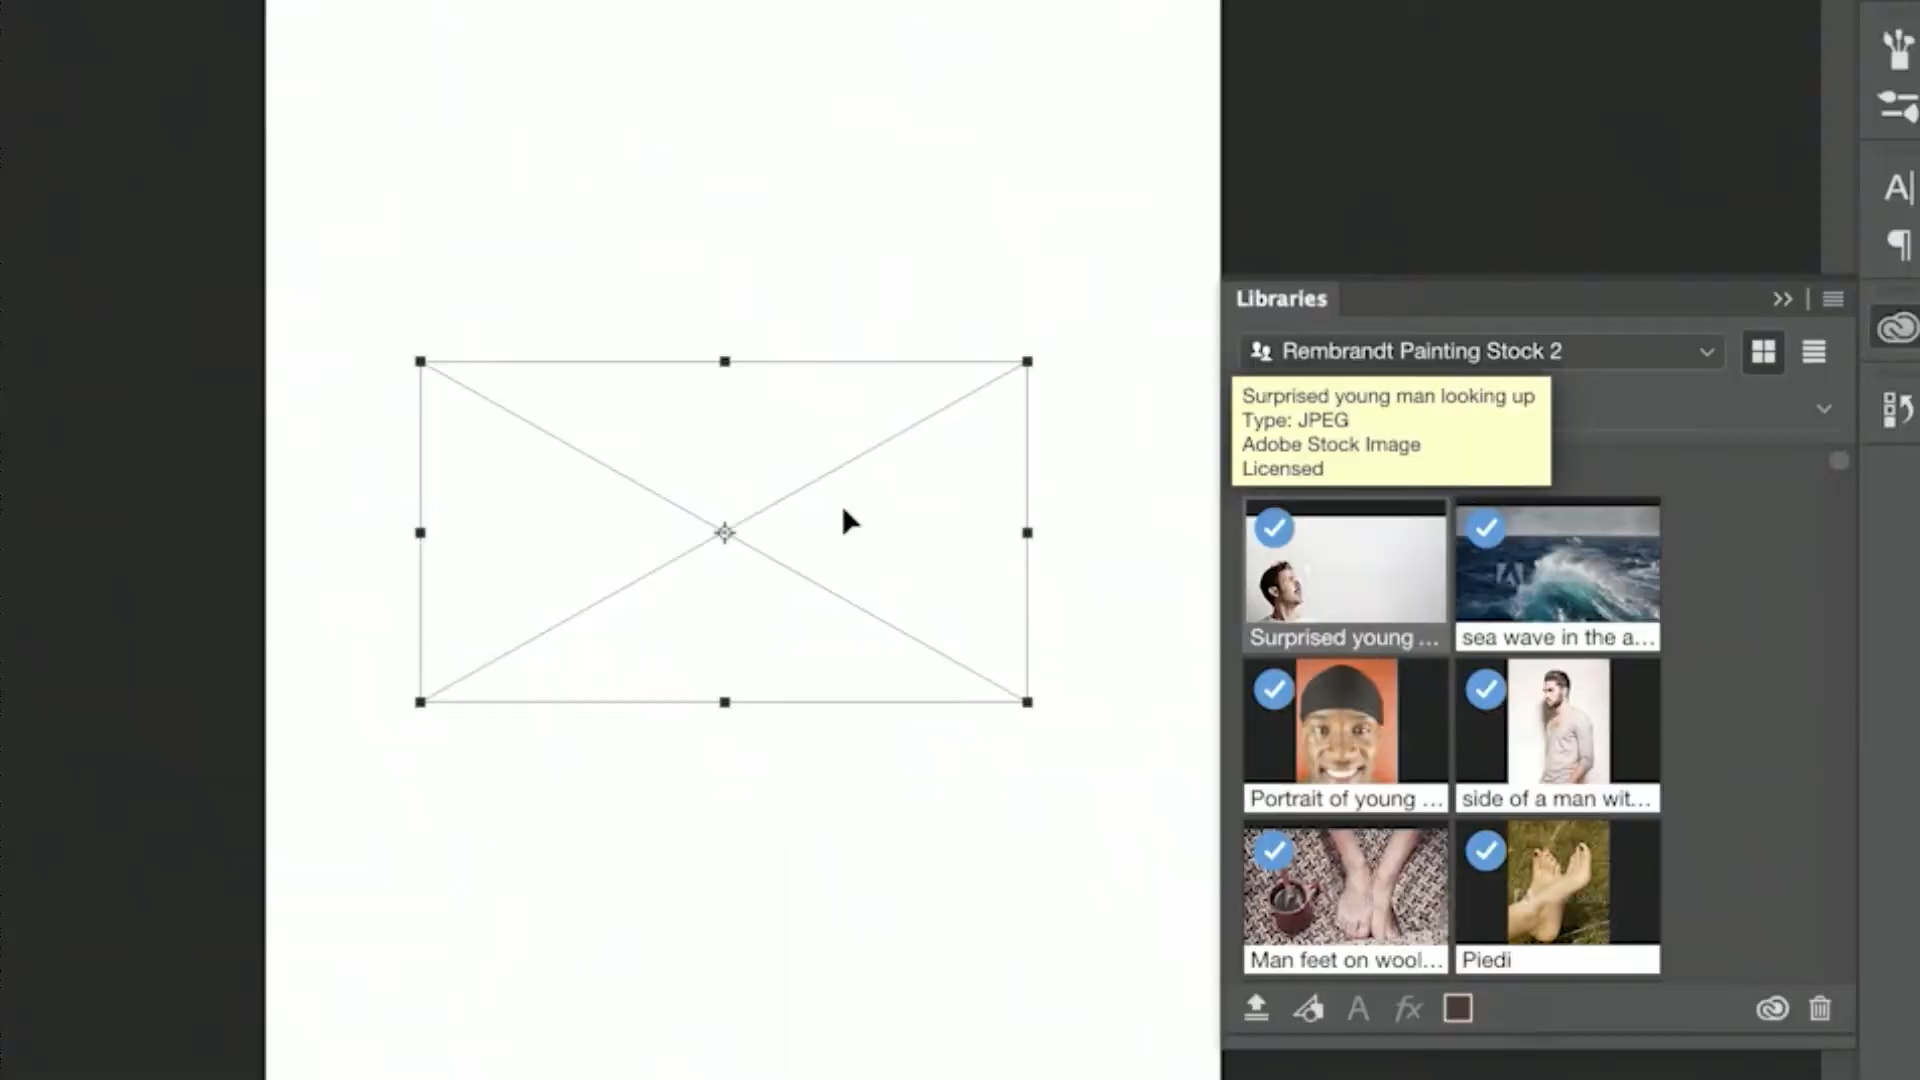 Libraries
Rembrandt Painting Stock 2
Surprised young man looking up
Type: JPEG
Adobe Stock Image
Licensed
Surprised young ...
sea wave in the a...
Portrait of young ...
side of a man wit...
Man feet on wool...
Piedi